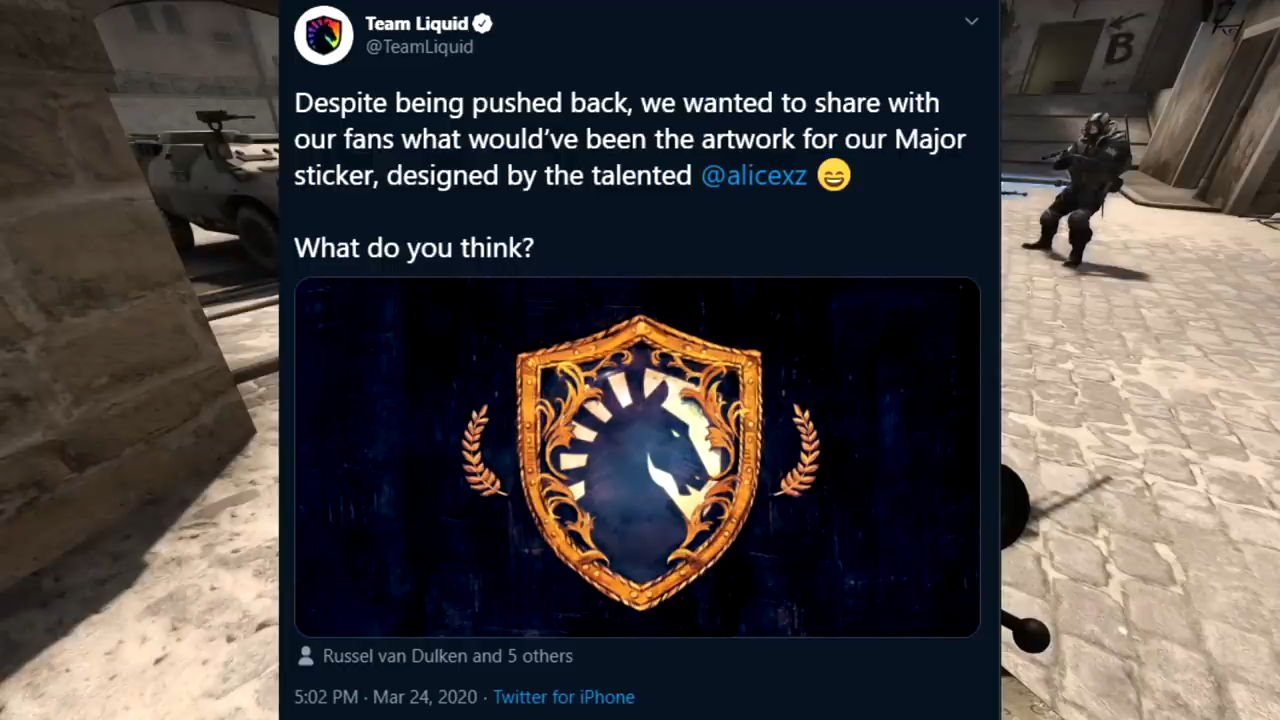 Team Liquid
@TeamLiquid
Despite being pushed back, we wanted to share with
our fans what would’ve been the artwork for our Major
sticker, designed by the talented @alicexz 😄
What do you think?
B
Russel van Dulken and 5 others
5:02 PM · Mar 24, 2020 · Twitter for iPhone